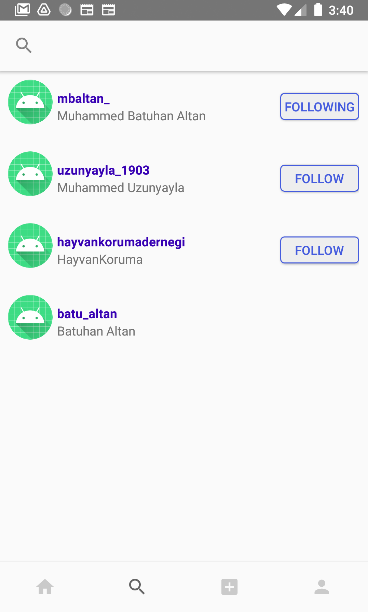 3:40
mbaltan_
Muhammed Batuhan Altan
FOLLOWING
uzunyayla_1903
Muhammed Uzunyayla
FOLLOW
hayvankorumadernegi
HayvanKoruma
FOLLOW
batu_altan
Batuhan Altan